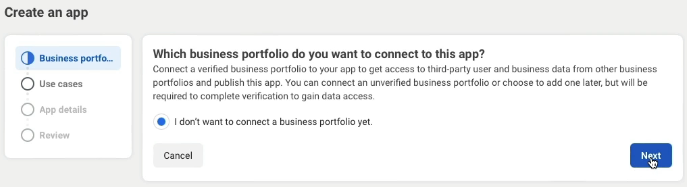 Create an app
Business portfo...
Use cases
App details
Review
Which business portfolio do you want to connect to this app?
Connect a verified business portfolio to your app to get access to third-party user and business data from other business
portfolios and publish this app. You can connect an unverified business portfolio or choose to add one later, but will be
required to complete verification to gain data access.
I don't want to connect a business portfolio yet.
Cancel
Next